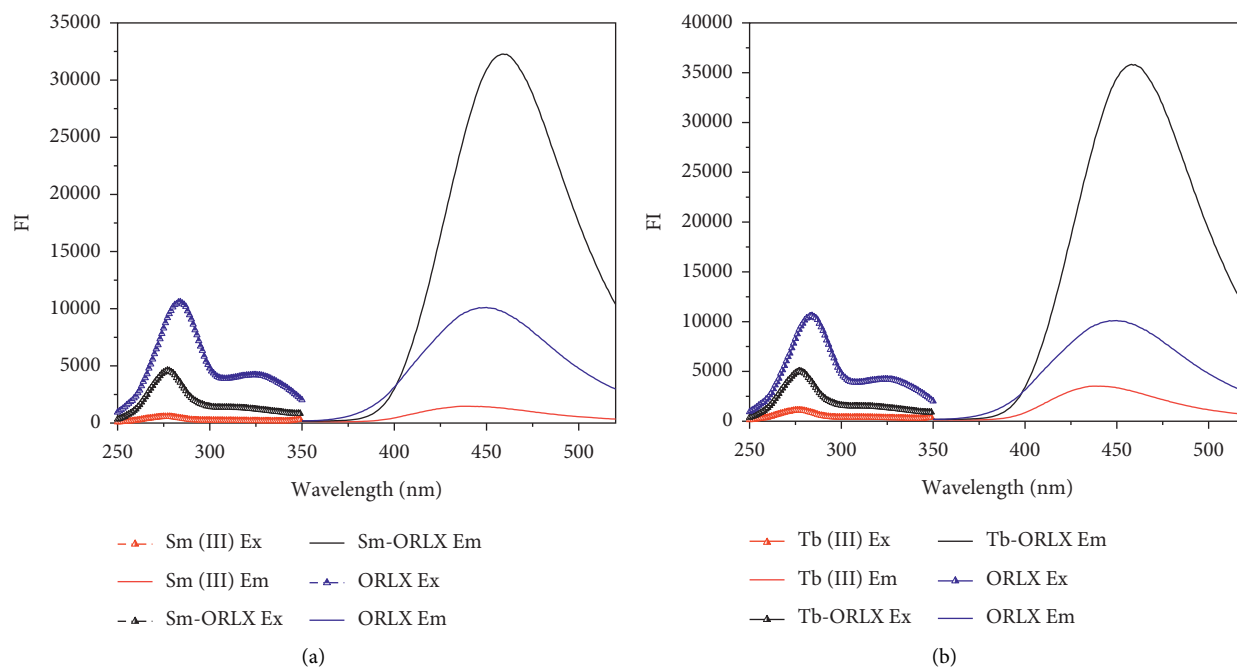 35000
30000
25000
20000
15000
10000
5000
0
FI
250 300 350 400 450 500
Wavelength (nm)
Sm (III) Ex
Sm (III) Em
Sm-ORLX Ex
Sm-ORLX Em
ORLX Ex
ORLX Em
(a)
40000
35000
30000
25000
20000
15000
10000
5000
0
FI
250 300 350 400 450 500
Wavelength (nm)
Tb (III) Ex
Tb (III) Em
Tb-ORLX Ex
Tb-ORLX Em
ORLX Ex
ORLX Em
(b)